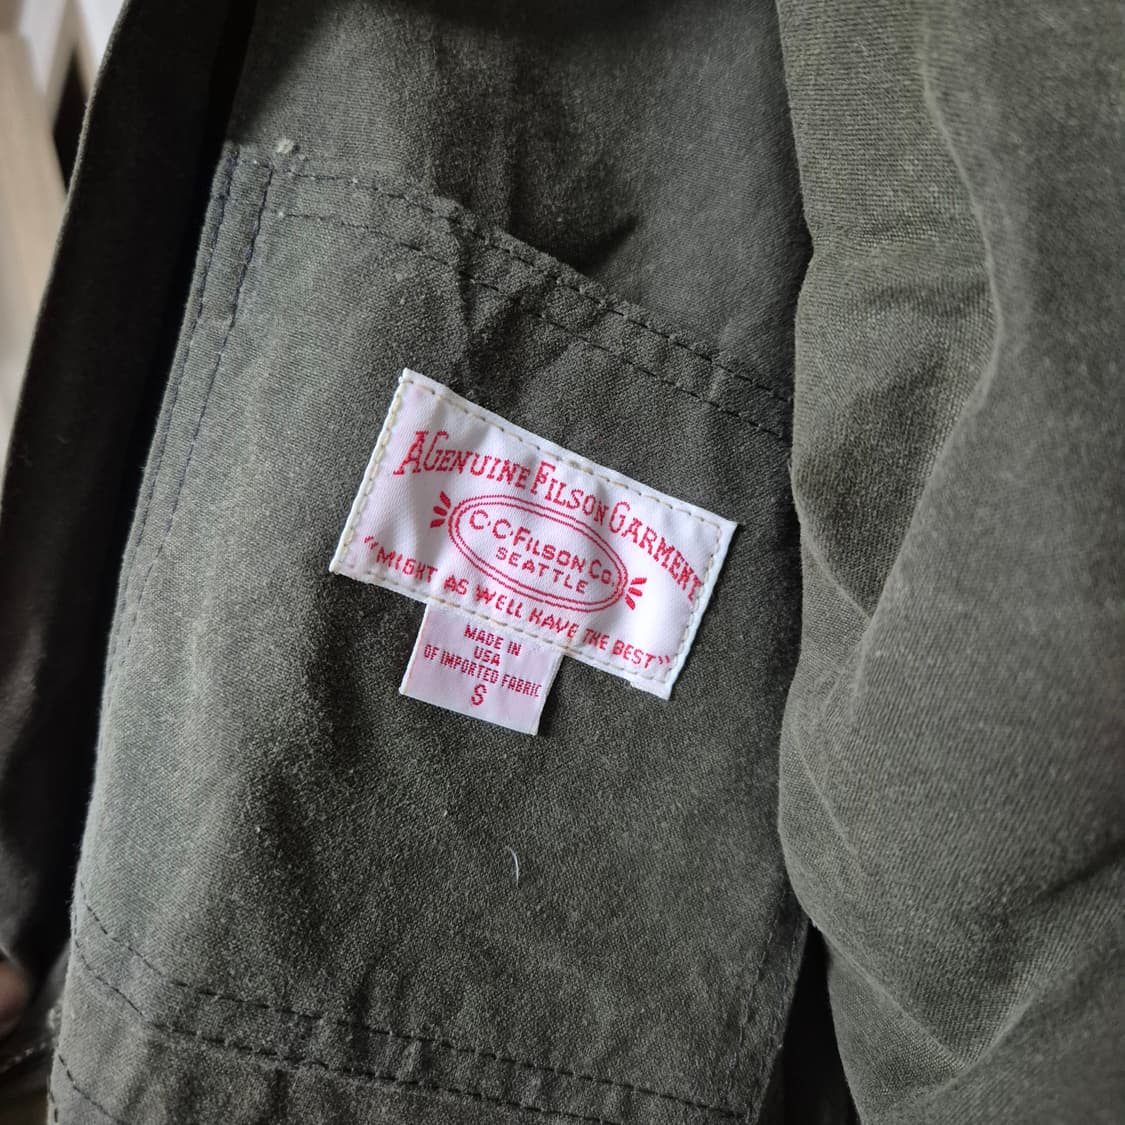 A GENUINE FILSON GARMENT
C.C. FILSON CO.
SEATTLE
"MIGHT AS WELL HAVE THE BEST"
MADE IN
USA
OF IMPORTED FABRIC
S